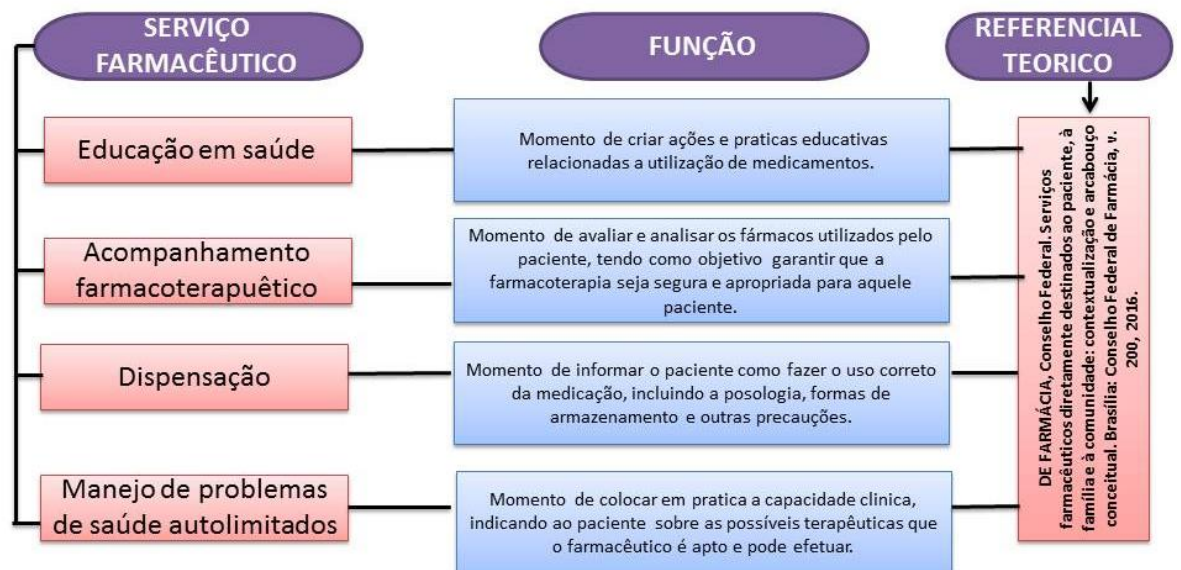 SERVIÇO
FARMACÊUTICO
FUNÇÃO
REFERENCIAL
TEORICO
Educação em saúde
Momento de criar ações e praticas educativas
relacionadas a utilização de medicamentos.
Acompanhamento
farmacoterapuêtico
Momento de avaliar e analisar os fármacos utilizados pelo
paciente, tendo como objetivo garantir que a
farmacoterapia seja segura e apropriada para aquele
paciente.
Dispensação
Momento de informar o paciente como fazer o uso correto
da medicação, incluindo a posologia, formas de
armazenamento e outras precauções.
Manejo de problemas
de saúde autolimitados
Momento de colocar em pratica a capacidade clinica,
indicando ao paciente sobre as possíveis terapêuticas que
o farmacêutico é apto e pode efetuar.
DE FARMÁCIA, Conselho Federal. Serviços
farmacêuticos diretamente destinados ao paciente, à
família e à comunidade: contextualização e arcabouço
conceitual. Brasília: Conselho Federal de Farmácia, v.
200, 2016.